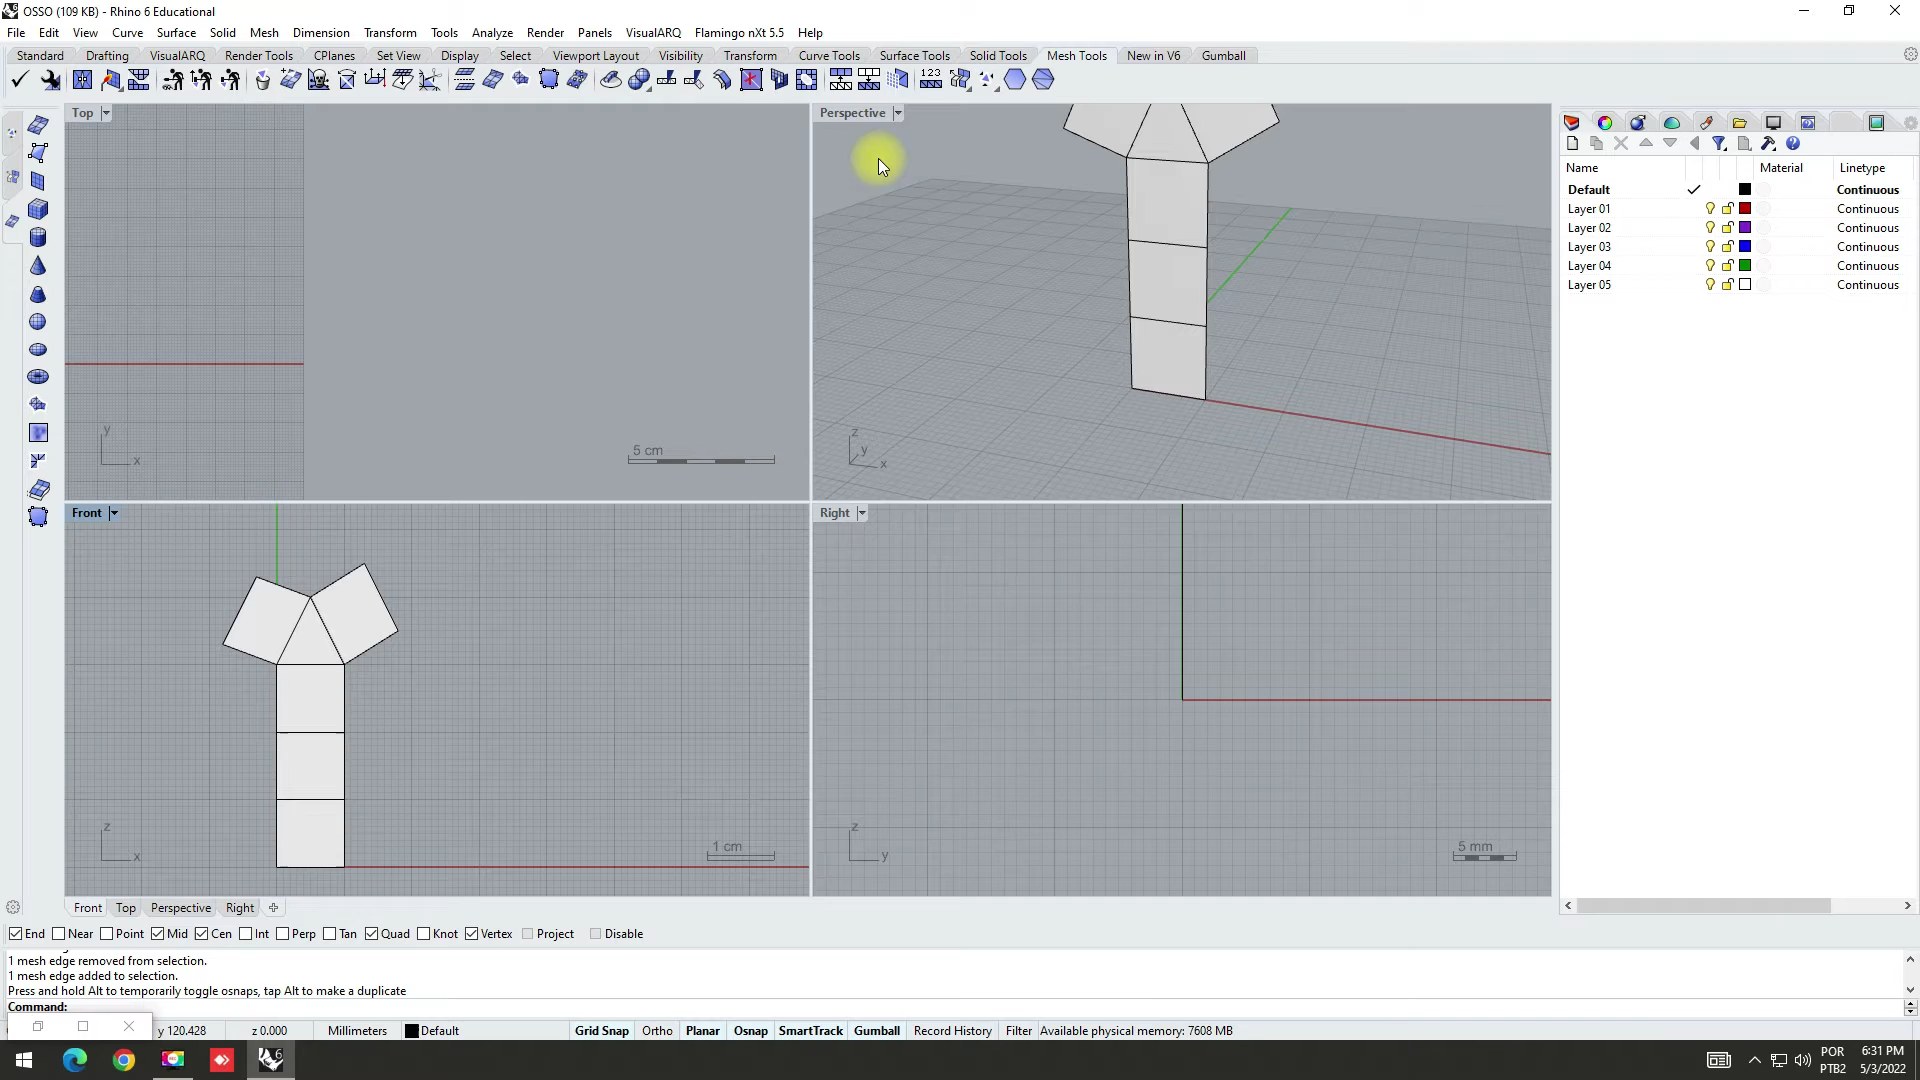 OSSO (109 KB) - Rhino 6 Educational
File Edit View Curve Surface Solid Mesh Dimension Transform Tools Analyze Render Panels VisualARQ Flamingo nXt 5.5 Help
Standard Drafting VisualARQ Render Tools CPlanes Set View Display Select Viewport Layout Visibility Transform Curve Tools Surface Tools Solid Tools Mesh Tools New in V6 Gumball
123
Top
Perspective
Name Material Linetype
Default Continuous
Layer 01 Continuous
Layer 02 Continuous
Layer 03 Continuous
Layer 04 Continuous
Layer 05 Continuous
y
x
5 cm
z
y
x
Front
Right
z
x
1 cm
z
y
5 mm
Front Top Perspective Right
End Near Point Mid Cen Int Perp Tan Quad Knot Vertex Project Disable
1 mesh edge removed from selection.
1 mesh edge added to selection.
Press and hold Alt to temporarily toggle osnaps, tap Alt to make a duplicate
Command:
y 120.428 z 0.000 Millimeters Default Grid Snap Ortho Planar Osnap SmartTrack Gumball Record History Filter Available physical memory: 7608 MB
6
POR
PTB2
6:31 PM
5/3/2022